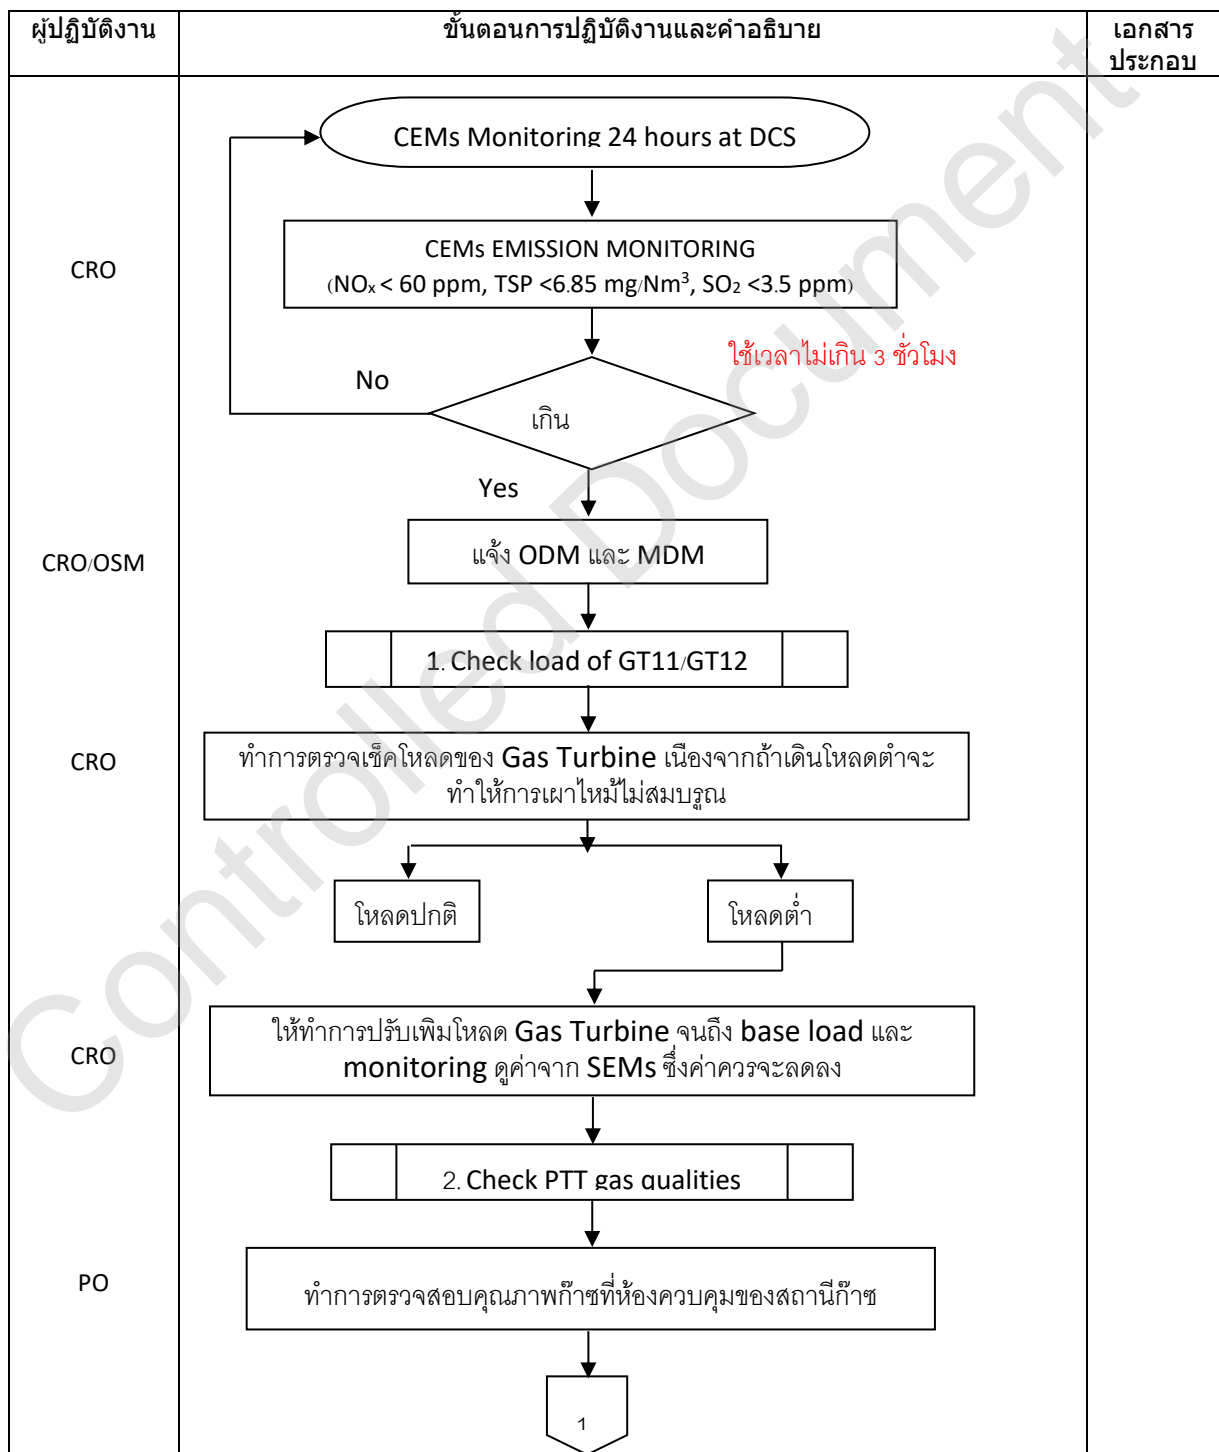 ผู้ปฏิบัติงาน
ขั้นตอนการปฏิบัติงานและคำอธิบาย
เอกสาร
ประกอบ
CEMs Monitoring 24 hours at DCS
CRO
CEMs EMISSION MONITORING
(NOx < 60 ppm, TSP <6.85 mg/Nm³, SO₂ <3.5 ppm)
ใช้เวลาไม่เกิน 3 ชั่วโมง
No
เกิน
Yes
CRO/OSM
แจ้ง ODM และ MDM
1. Check load of GT11/GT12
CRO
ทำการตรวจเช็คโหลดของ Gas Turbine เนื่องจากถ้าเดินโหลดต่ำจะ
ทำให้การเผาไหม้ไม่สมบรูณ
โหลดปกติ
โหลดต่ำ
CRO
ให้ทำการปรับเพิ่มโหลด Gas Turbine จนถึง base load และ
monitoring ดูค่าจาก SEMs ซึ่งค่าควรจะลดลง
2. Check PTT gas qualities
PO
ทำการตรวจสอบคุณภาพก๊าซที่ห้องควบคุมของสถานีก๊าซ
1
Controlled Document